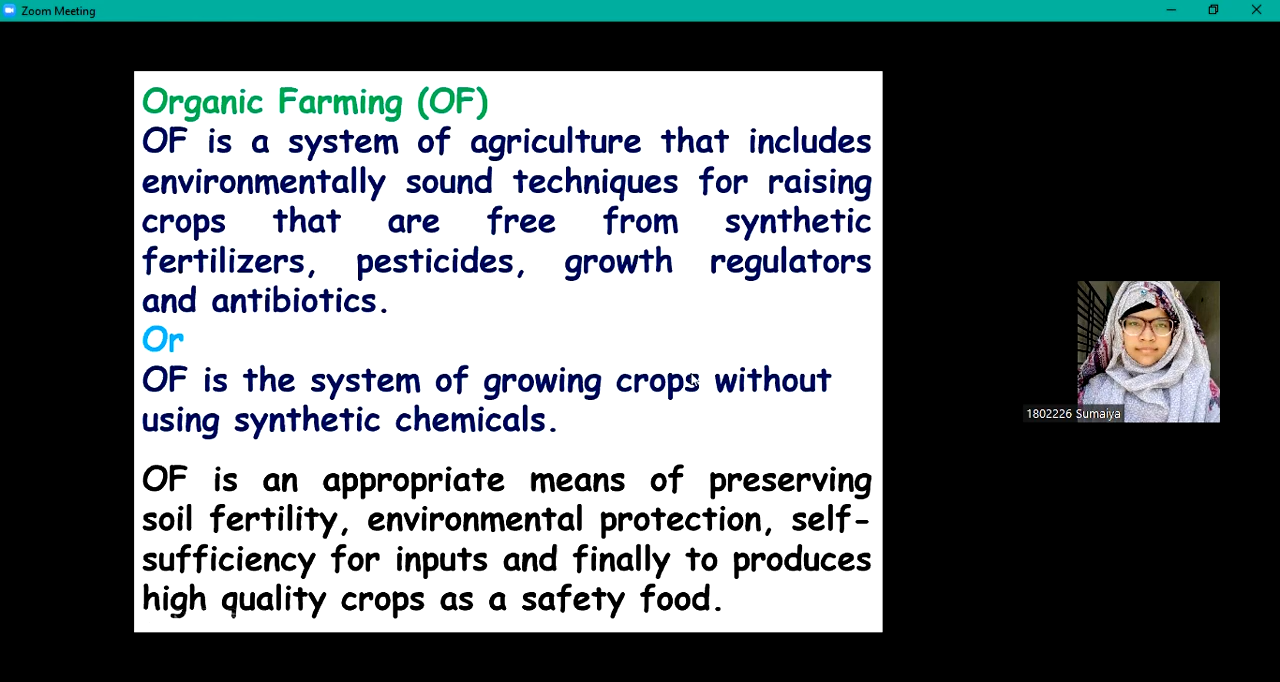 Zoom Meeting
Organic Farming (OF)
OF is a system of agriculture that includes
environmentally sound techniques for raising
crops that are free from synthetic
fertilizers, pesticides, growth regulators
and antibiotics.
Or
OF is the system of growing crops without
using synthetic chemicals.
OF is an appropriate means of preserving
soil fertility, environmental protection, self-
sufficiency for inputs and finally to produces
high quality crops as a safety food.
1802226 Sumaiya